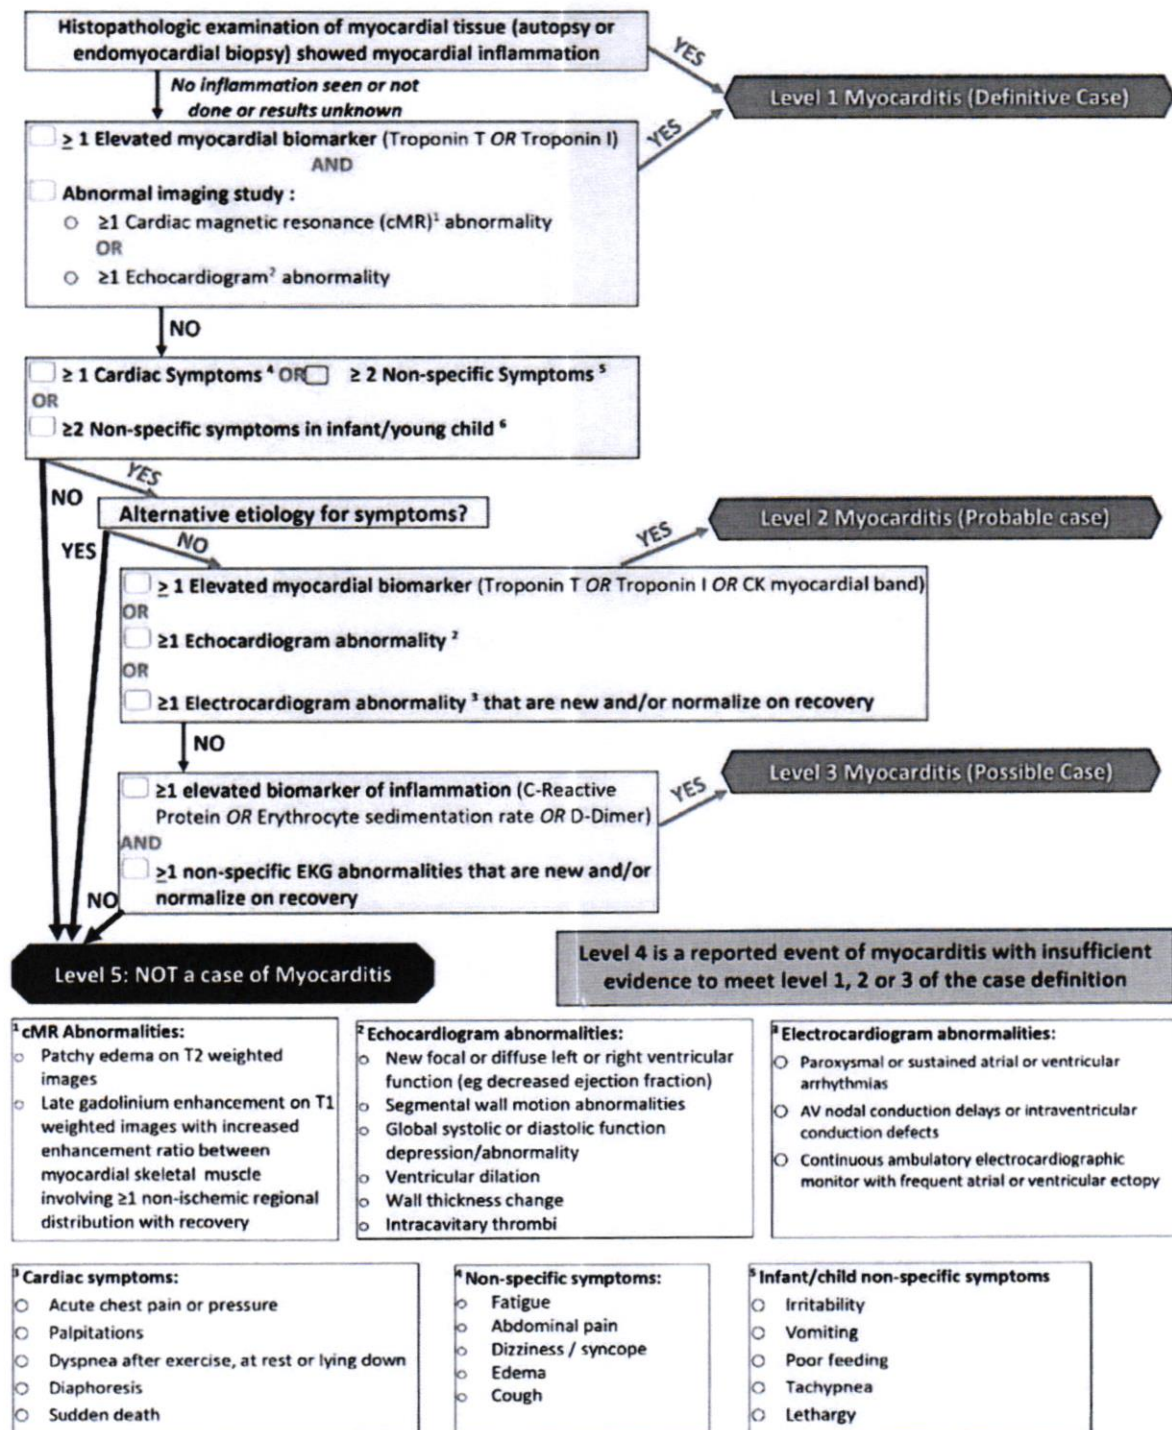 Histopathologic examination of myocardial tissue (autopsy or
endomyocardial biopsy) showed myocardial inflammation
YES
Level 1 Myocarditis (Definitive Case)
No inflammation seen or not
done or results unknown
YES
≥ 1 Elevated myocardial biomarker (Troponin T OR Troponin I)
AND
Abnormal imaging study :
≥1 Cardiac magnetic resonance (cMR)¹ abnormality
OR
≥1 Echocardiogram² abnormality
NO
≥ 1 Cardiac Symptoms ⁴ OR ≥ 2 Non-specific Symptoms ⁵
OR
≥2 Non-specific symptoms in infant/young child ⁶
NO
YES
Alternative etiology for symptoms?
YES
NO
YES
Level 2 Myocarditis (Probable case)
≥ 1 Elevated myocardial biomarker (Troponin T OR Troponin I OR CK myocardial band)
OR
≥1 Echocardiogram abnormality ²
OR
≥1 Electrocardiogram abnormality ³ that are new and/or normalize on recovery
NO
Level 3 Myocarditis (Possible Case)
≥1 elevated biomarker of inflammation (C-Reactive
Protein OR Erythrocyte sedimentation rate OR D-Dimer)
YES
AND
≥1 non-specific EKG abnormalities that are new and/or
normalize on recovery
NO
Level 5: NOT a case of Myocarditis
Level 4 is a reported event of myocarditis with insufficient
evidence to meet level 1, 2 or 3 of the case definition
¹ cMR Abnormalities:
Patchy edema on T2 weighted
images
Late gadolinium enhancement on T1
weighted images with increased
enhancement ratio between
myocardial skeletal muscle
involving ≥1 non-ischemic regional
distribution with recovery
² Echocardiogram abnormalities:
New focal or diffuse left or right ventricular
function (eg decreased ejection fraction)
Segmental wall motion abnormalities
Global systolic or diastolic function
depression/abnormality
Ventricular dilation
Wall thickness change
Intracavitary thrombi
³ Electrocardiogram abnormalities:
Paroxysmal or sustained atrial or ventricular
arrhythmias
AV nodal conduction delays or intraventricular
conduction defects
Continuous ambulatory electrocardiographic
monitor with frequent atrial or ventricular ectopy
³ Cardiac symptoms:
Acute chest pain or pressure
Palpitations
Dyspnea after exercise, at rest or lying down
Diaphoresis
Sudden death
⁴ Non-specific symptoms:
Fatigue
Abdominal pain
Dizziness / syncope
Edema
Cough
⁵ Infant/child non-specific symptoms
Irritability
Vomiting
Poor feeding
Tachypnea
Lethargy